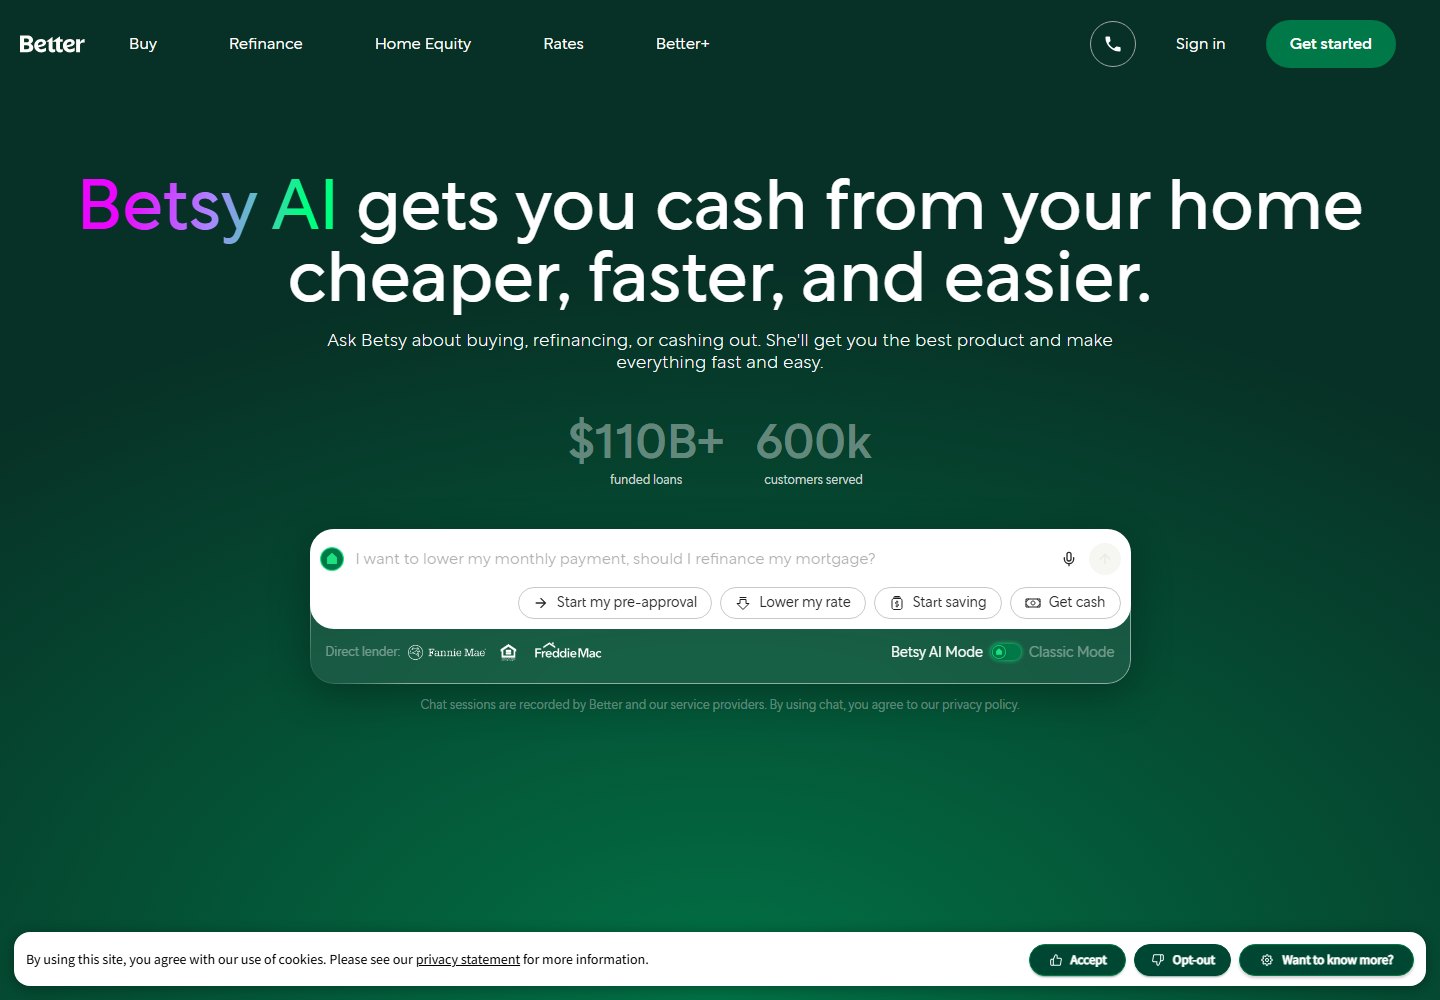 Better
Buy
Refinance
Home Equity
Rates
Better+
Sign in
Get started
Betsy AI gets you cash from your home
cheaper, faster, and easier.
Ask Betsy about buying, refinancing, or cashing out. She'll get you the best product and make
everything fast and easy.
$110B+
funded loans
600k
customers served
I want to lower my monthly payment, should I refinance my mortgage?
Start my pre-approval
Lower my rate
Start saving
Get cash
Direct lender:
Fannie Mae
Freddie Mac
Betsy AI Mode
Classic Mode
Chat sessions are recorded by Better and our service providers. By using chat, you agree to our privacy policy.
By using this site, you agree with our use of cookies. Please see our privacy statement for more information.
Accept
Opt-out
Want to know more?